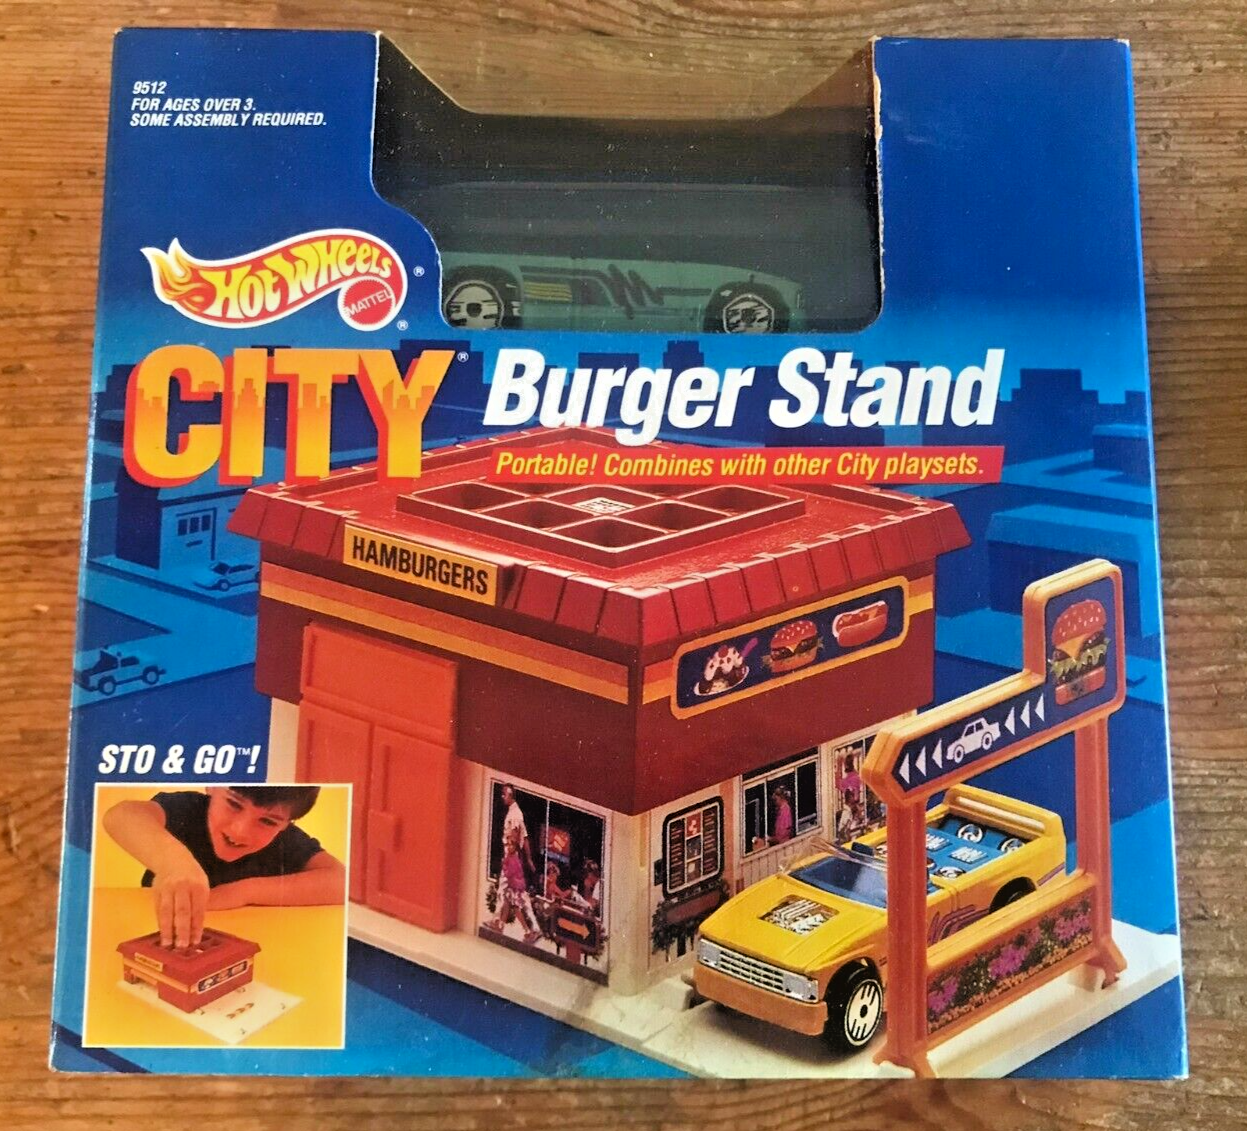 9512
FOR AGES OVER 3.
SOME ASSEMBLY REQUIRED.
HOT WHEELS®
MATTEL®
CITY®
Burger Stand
Portable! Combines with other City playsets.
HAMBURGERS
STO & GO™!